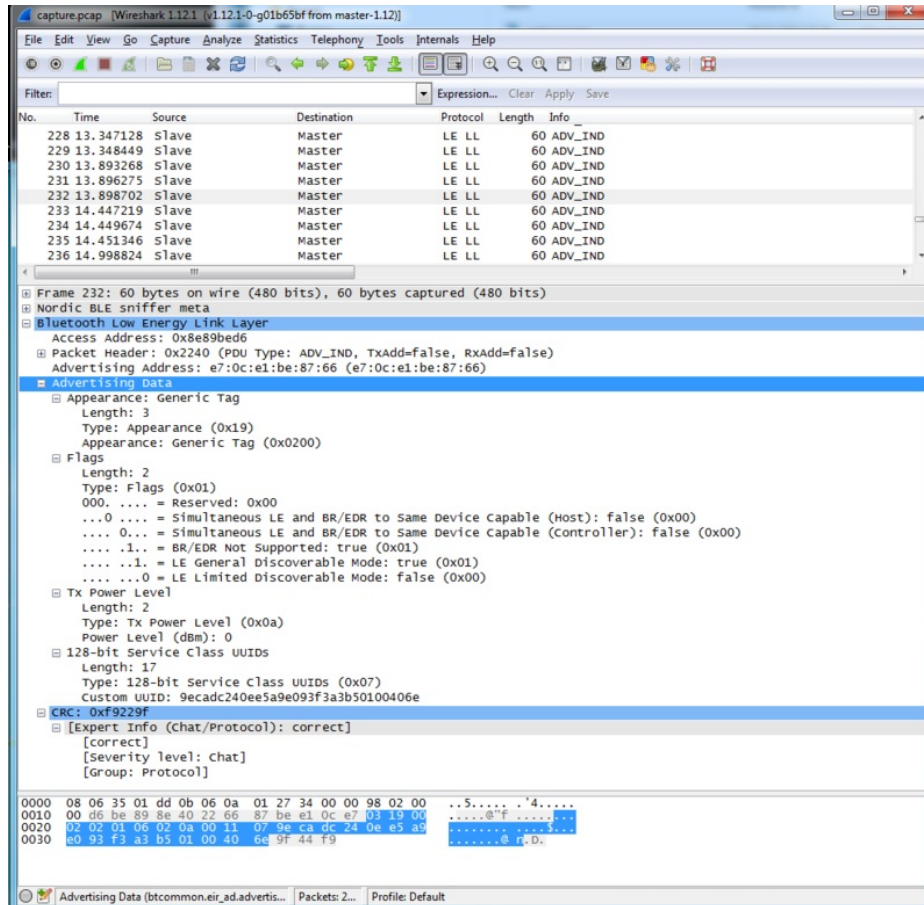 capture.pcap [Wireshark 1.12.1 (v1.12.1-0-g01b65bf from master-1.12)]
File Edit View Go Capture Analyze Statistics Telephony Tools Internals Help
Filter: Expression... Clear Apply Save
No. Time Source Destination Protocol Length Info
228 13.347128 Slave Master LE LL 60 ADV_IND
229 13.348449 Slave Master LE LL 60 ADV_IND
230 13.893268 Slave Master LE LL 60 ADV_IND
231 13.896275 Slave Master LE LL 60 ADV_IND
232 13.898702 Slave Master LE LL 60 ADV_IND
233 14.447219 Slave Master LE LL 60 ADV_IND
234 14.449674 Slave Master LE LL 60 ADV_IND
235 14.451346 Slave Master LE LL 60 ADV_IND
236 14.998824 Slave Master LE LL 60 ADV_IND
Frame 232: 60 bytes on wire (480 bits), 60 bytes captured (480 bits)
Nordic BLE sniffer meta
Bluetooth Low Energy Link Layer
Access Address: 0x8e89bed6
Packet Header: 0x2240 (PDU Type: ADV_IND, TxAdd=false, RxAdd=false)
Advertising Address: e7:0c:e1:be:87:66 (e7:0c:e1:be:87:66)
Advertising Data
Appearance: Generic Tag
Length: 3
Type: Appearance (0x19)
Appearance: Generic Tag (0x0200)
Flags
Length: 2
Type: Flags (0x01)
000. .... = Reserved: 0x00
...0 .... = Simultaneous LE and BR/EDR to Same Device Capable (Host): false (0x00)
.... 0... = Simultaneous LE and BR/EDR to Same Device Capable (Controller): false (0x00)
.... .1.. = BR/EDR Not Supported: true (0x01)
.... ..1. = LE General Discoverable Mode: true (0x01)
.... ...0 = LE Limited Discoverable Mode: false (0x00)
Tx Power Level
Length: 2
Type: Tx Power Level (0x0a)
Power Level (dBm): 0
128-bit Service Class UUIDs
Length: 17
Type: 128-bit Service Class UUIDs (0x07)
Custom UUID: 9ecadc240ee5a9e093f3a3b50100406e
CRC: 0xf9229f
[Expert Info (Chat/Protocol): correct]
[correct]
[Severity level: Chat]
[Group: Protocol]
0000 08 06 35 01 dd 0b 06 0a 01 27 34 00 00 98 02 00 ..5..... .'4.....
0010 00 d6 be 89 8e 40 22 66 87 be e1 0c e7 03 19 00 .....@"f ........
0020 02 02 01 06 02 0a 00 11 07 9e ca dc 24 0e e5 a9 ........ ....$...
0030 e0 93 f3 a3 b5 01 00 40 6e 9f 44 f9 .......@ n.D.
Advertising Data (btcommon.eir_ad.advertis... Packets: 2... Profile: Default